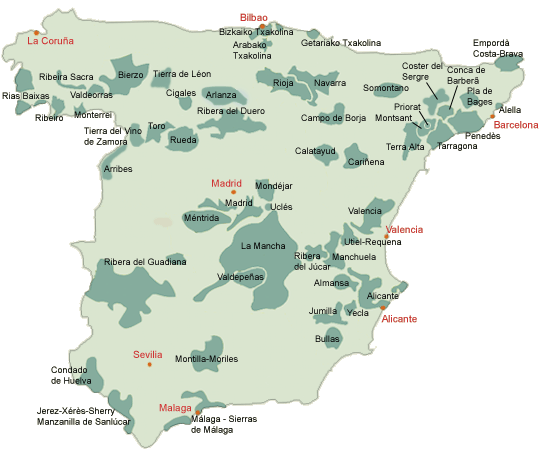 Bilbao
Bizkaiko Txakolina
La Coruña
Arabako
Txakolina
Getariako Txakolina
Empordà
Costa-Brava
Ribeira Sacra
Bierzo
Tierra de Léon
Coster del
Sergre
Conca de
Barberà
Rias Baixas
Valdeorras
Cigales
Arlanza
Rioja
Navarra
Somontano
Pla de
Bages
Ribeiro
Monterrei
Ribera del Duero
Campo de Borja
Priorat
Montsant
Alella
Barcelona
Tierra del Vino
de Zamora
Toro
Rueda
Penedès
Terra Alta
Tarragona
Calatayud
Cariñena
Arribes
Madrid
Mondéjar
Madrid
Uclés
Méntrida
Valencia
Valencia
La Mancha
Utiel-Requena
Ribera del Guadiana
Ribera
del Júcar
Manchuela
Valdepeñas
Almansa
Alicante
Jumilla
Yecla
Alicante
Bullas
Sevilia
Montilla-Moriles
Condado
de Huelva
Jerez-Xérès-Sherry
Manzanilla de Sanlúcar
Malaga
Málaga - Sierras
de Málaga